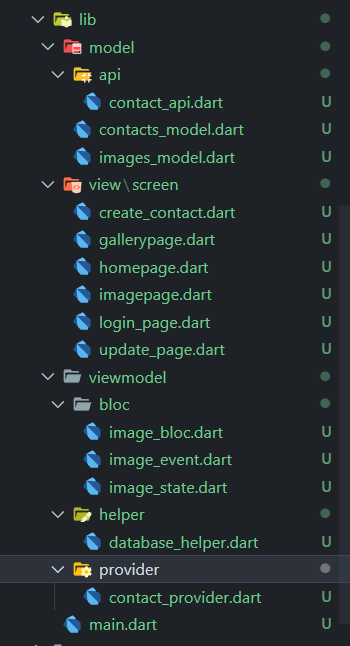 lib
model
api
contact_api.dart U
contacts_model.dart U
images_model.dart U
view\screen
create_contact.dart U
gallerypage.dart U
homepage.dart U
imagepage.dart U
login_page.dart U
update_page.dart U
viewmodel
bloc
image_bloc.dart U
image_event.dart U
image_state.dart U
helper
database_helper.dart U
provider
contact_provider.dart U
main.dart U